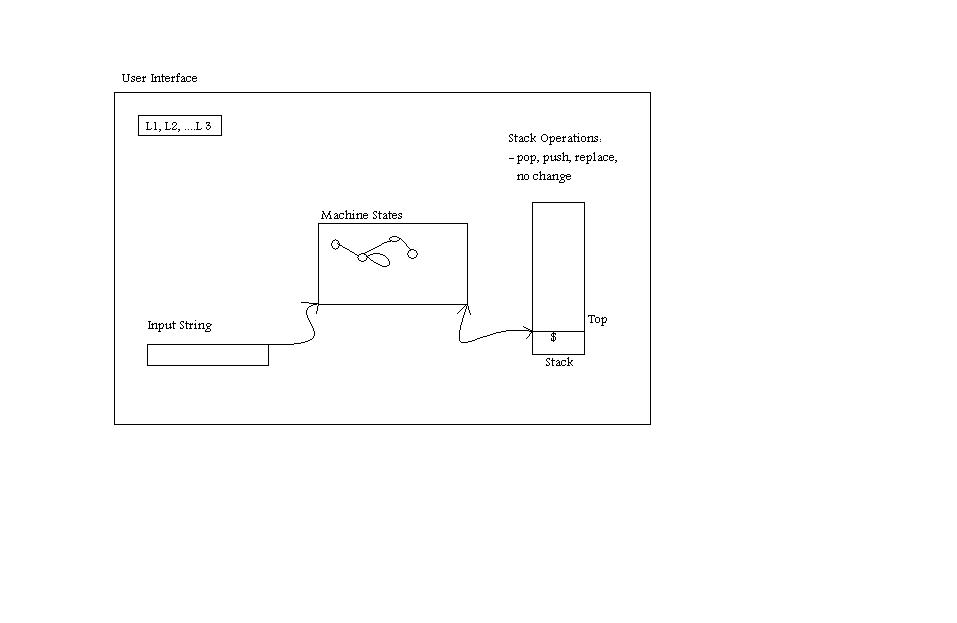 User Interface
L1, L2, ....L 3
Stack Operations:
- pop, push, replace,
no change
Machine States
Input String
Top
$
Stack